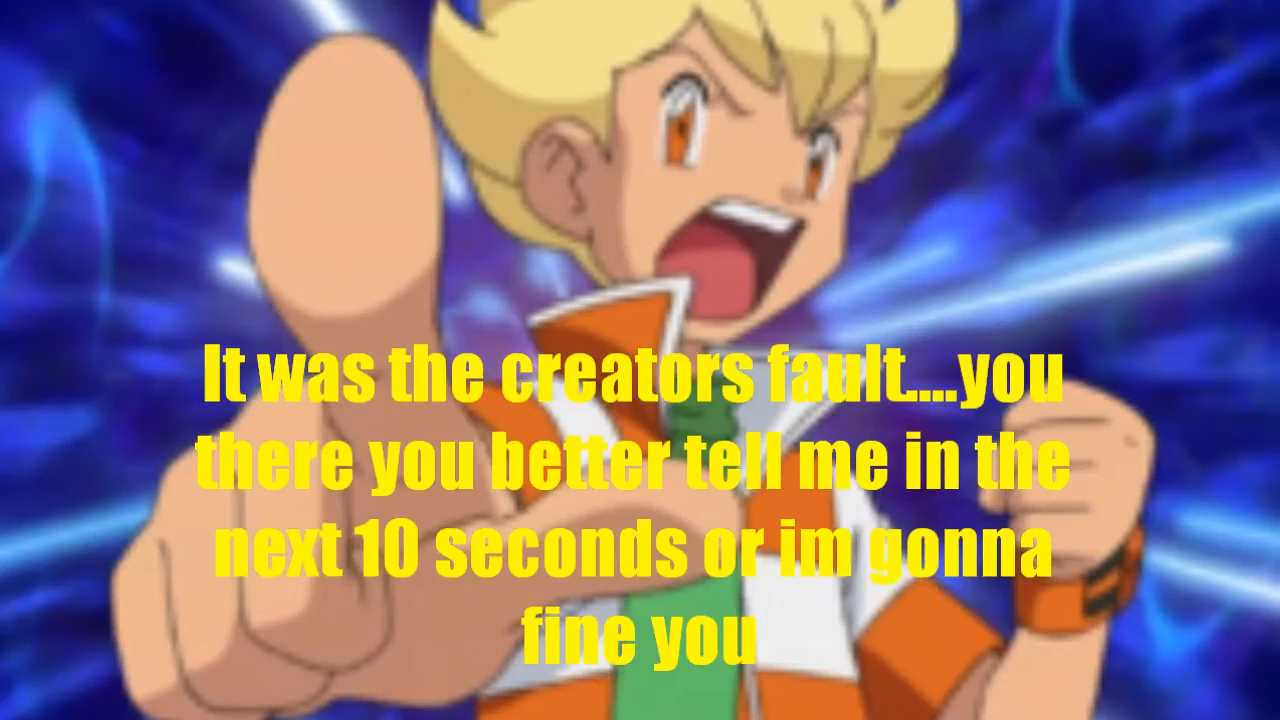 It was the creators fault....you
there you better tell me in the
next 10 seconds or im gonna
fine you